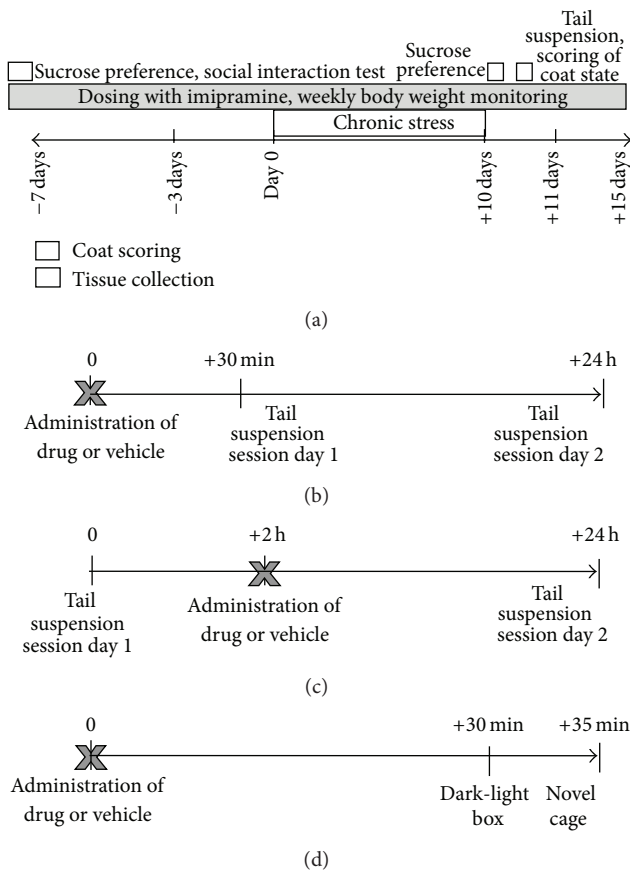 Tail
suspension,
scoring of
coat state
Sucrose
preference
Sucrose preference, social interaction test
Dosing with imipramine, weekly body weight monitoring
Chronic stress
−7 days
−3 days
Day 0
+10 days
+11 days
+15 days
Coat scoring
Tissue collection
(a)
0
+30 min
+24 h
Administration of
drug or vehicle
Tail
suspension
session day 1
Tail
suspension
session day 2
(b)
0
+2 h
+24 h
Tail
suspension
session day 1
Administration of
drug or vehicle
Tail
suspension
session day 2
(c)
0
+30 min
+35 min
Administration of
drug or vehicle
Dark-light
box
Novel
cage
(d)